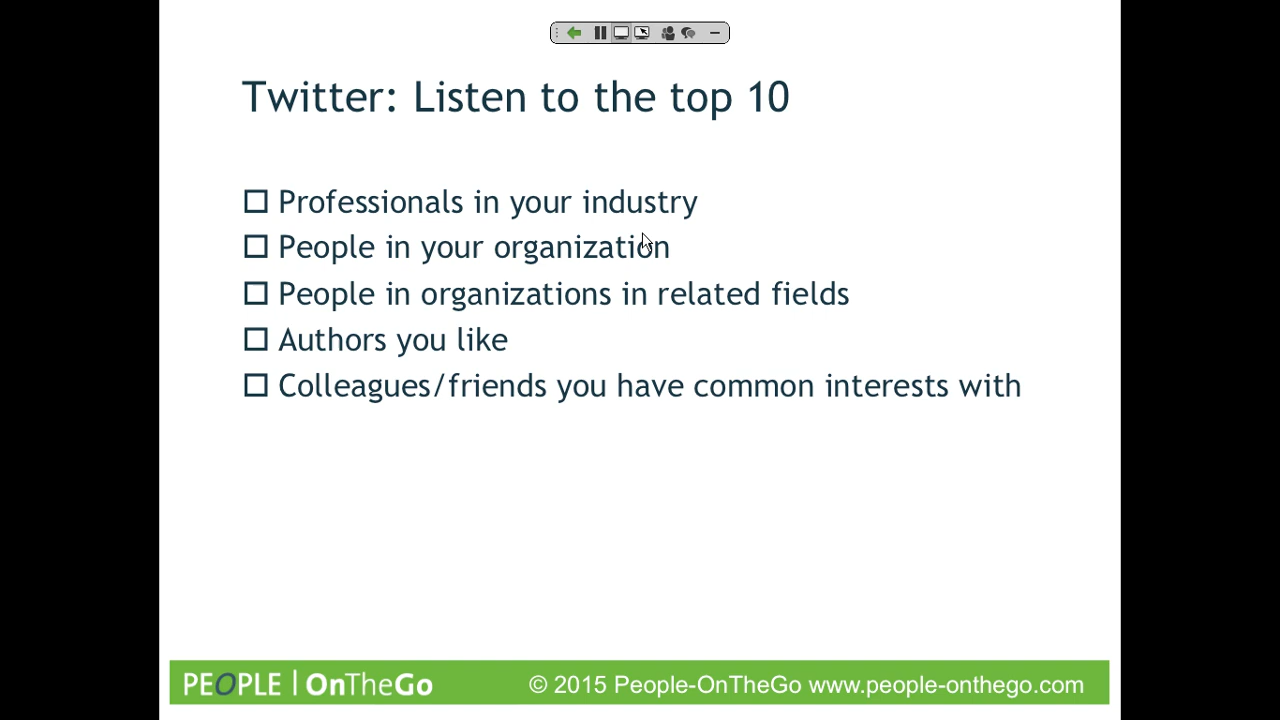 Twitter: Listen to the top 10
Professionals in your industry
People in your organization
People in organizations in related fields
Authors you like
Colleagues/friends you have common interests with
PEOPLE | OnTheGo © 2015 People-OnTheGo www.people-onthego.com